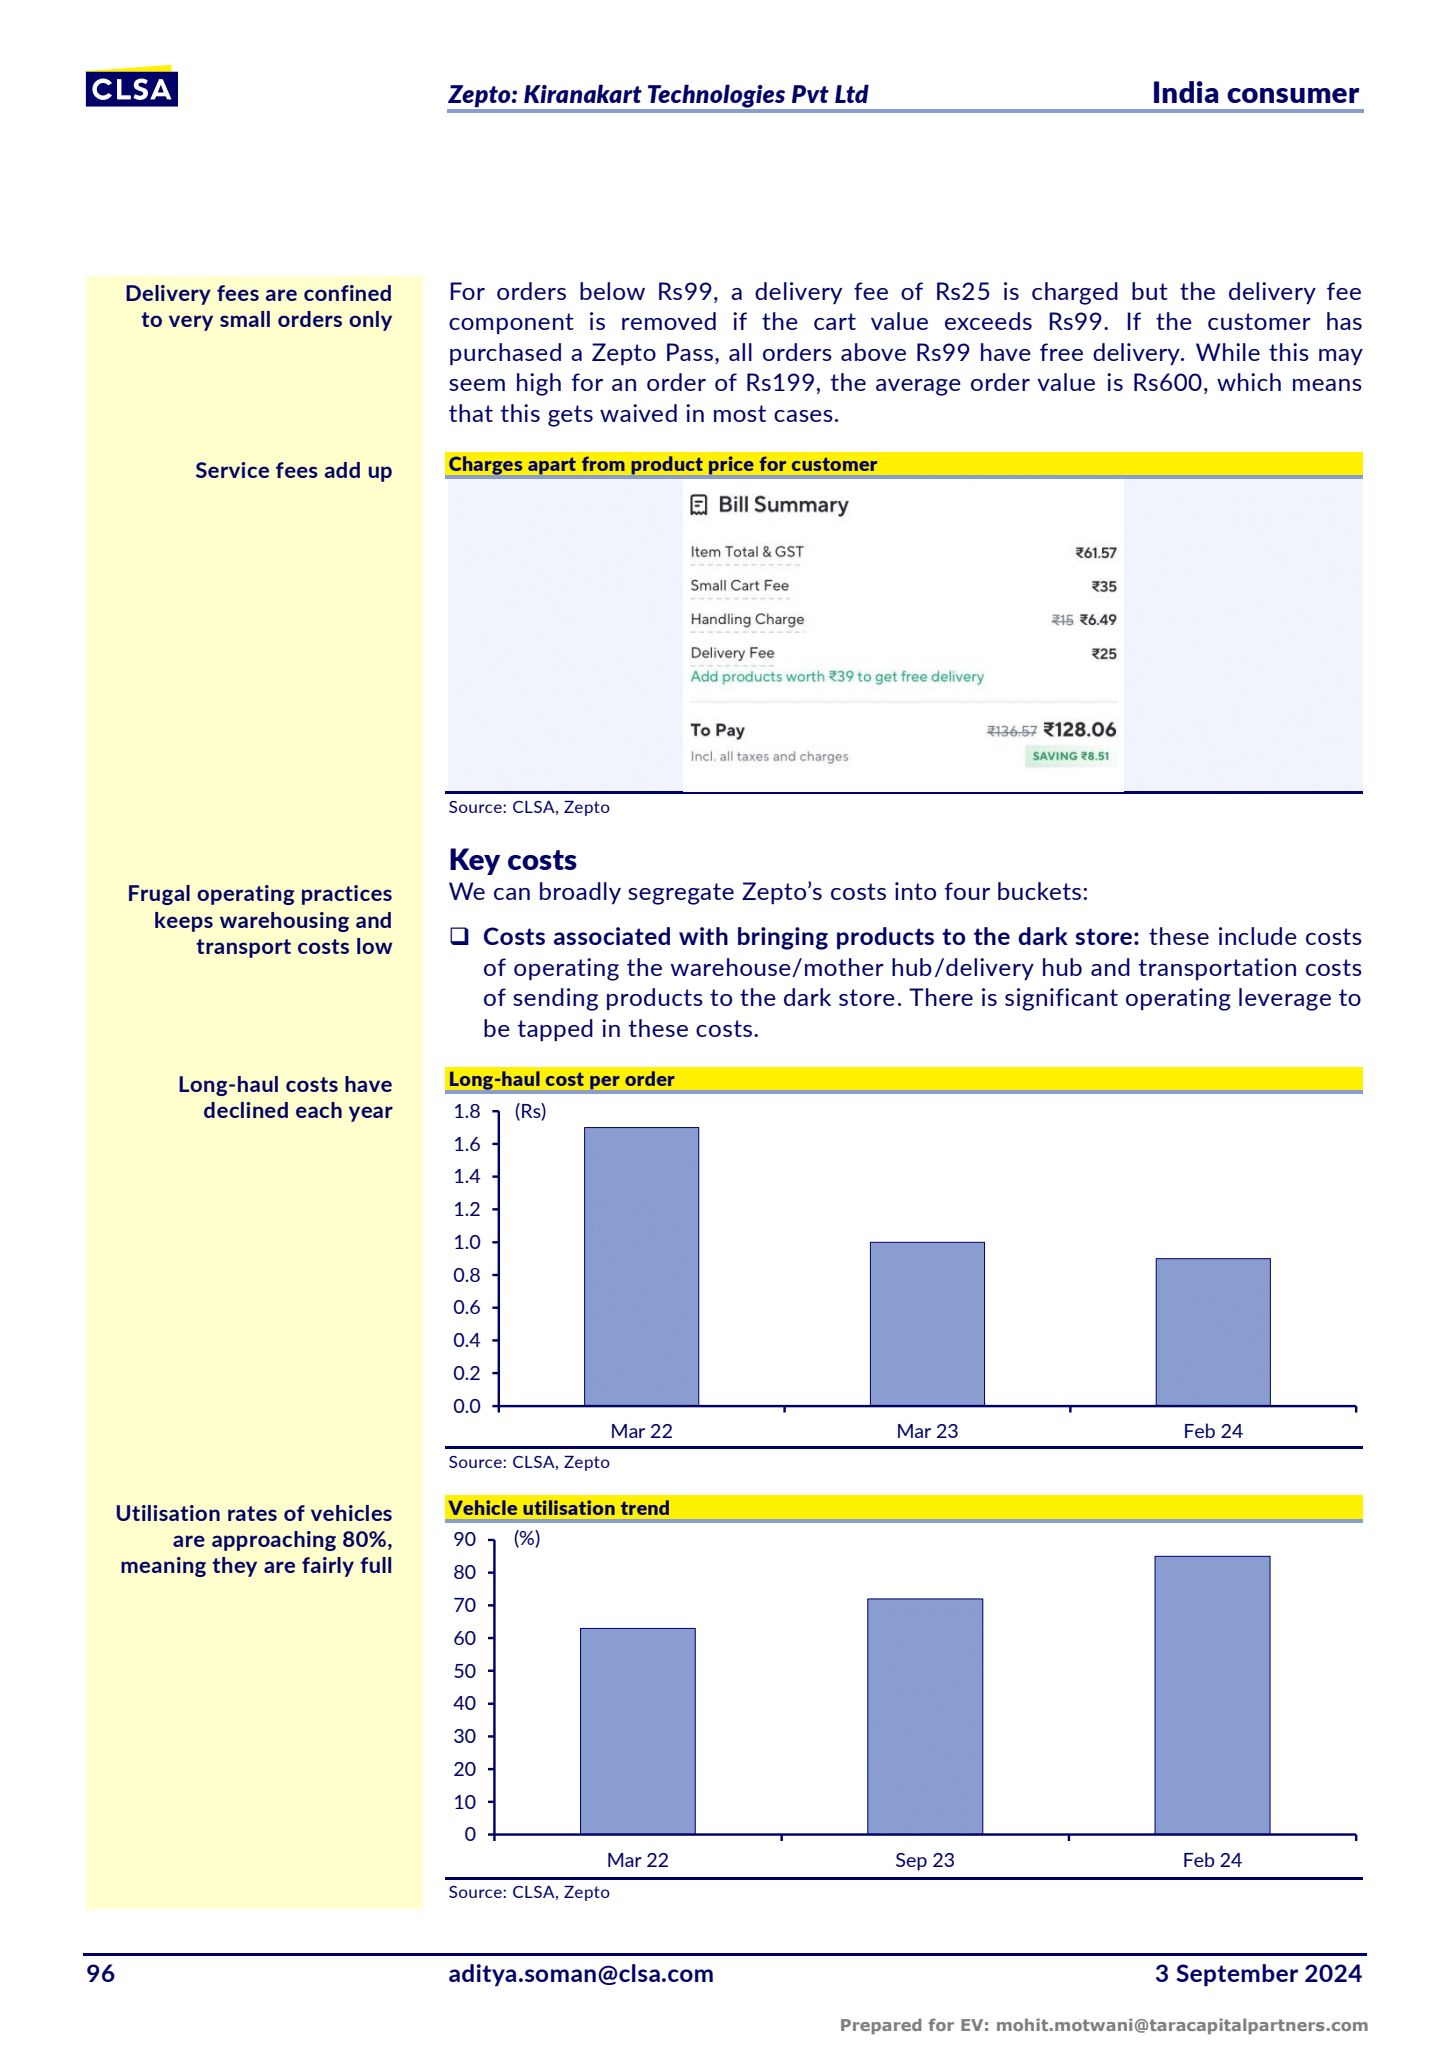 CLSA
Zepto: Kiranakart Technologies Pvt Ltd
India consumer
Delivery fees are confined
to very small orders only
For orders below Rs99, a delivery fee of Rs25 is charged but the delivery fee
component is removed if the cart value exceeds Rs99. If the customer has
purchased a Zepto Pass, all orders above Rs99 have free delivery. While this may
seem high for an order of Rs199, the average order value is Rs600, which means
that this gets waived in most cases.
Service fees add up
Charges apart from product price for customer
Bill Summary
Item Total & GST ₹61.57
Small Cart Fee ₹35
Handling Charge ₹15 ₹6.49
Delivery Fee ₹25
Add products worth ₹39 to get free delivery
To Pay ₹136.57 ₹128.06
Incl. all taxes and charges SAVING ₹8.51
Source: CLSA, Zepto
Key costs
Frugal operating practices
keeps warehousing and
transport costs low
We can broadly segregate Zepto’s costs into four buckets:
❑ Costs associated with bringing products to the dark store: these include costs
of operating the warehouse/mother hub/delivery hub and transportation costs
of sending products to the dark store. There is significant operating leverage to
be tapped in these costs.
Long-haul costs have
declined each year
Long-haul cost per order
(Rs)
1.8
1.6
1.4
1.2
1.0
0.8
0.6
0.4
0.2
0.0
Mar 22 Mar 23 Feb 24
Source: CLSA, Zepto
Utilisation rates of vehicles
are approaching 80%,
meaning they are fairly full
Vehicle utilisation trend
(%)
90
80
70
60
50
40
30
20
10
0
Mar 22 Sep 23 Feb 24
Source: CLSA, Zepto
96 aditya.soman@clsa.com 3 September 2024
Prepared for EV: mohit.motwani@taracapitalpartners.com